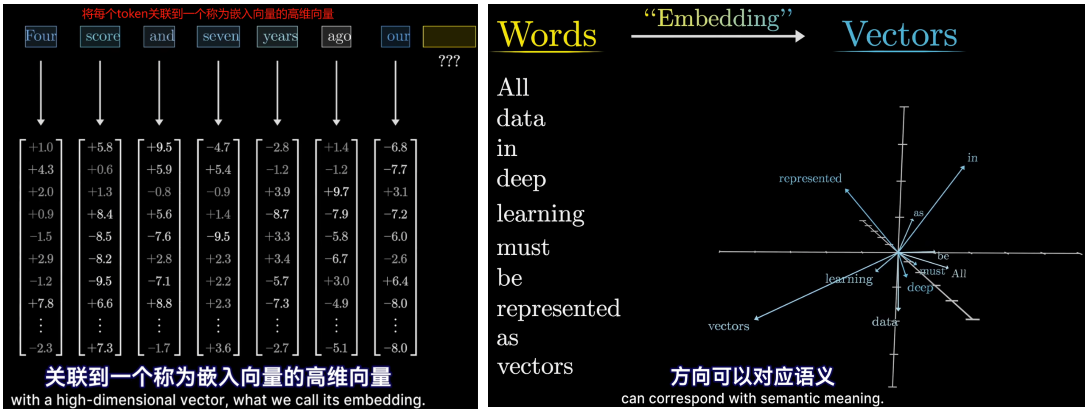 将每个token关联到一个称为嵌入向量的高维向量
Four score and seven years ago our
???
+1.0 +5.8 +9.5 −4.7 −2.8 +1.4 −6.8
+4.3 +0.6 +5.9 +5.4 −1.2 −1.2 −7.7
+2.0 +1.3 −0.8 −0.9 +3.9 +9.7 +3.1
+0.9 +8.4 +5.6 +1.4 −8.7 −7.9 −7.2
−1.5 −8.5 −7.6 −9.5 +3.3 −5.8 −6.0
+2.9 −8.2 +2.8 +2.3 +3.4 −6.7 −2.6
−1.2 −9.5 −7.1 +2.2 −5.7 +3.0 +6.4
+7.8 +6.6 +8.8 +2.3 −7.3 −4.9 −8.0
⋮ ⋮ ⋮ ⋮ ⋮ ⋮ ⋮
−2.3 +7.3 −1.7 +3.6 −2.7 −5.1 −8.0
关联到一个称为嵌入向量的高维向量
with a high-dimensional vector, what we call its embedding.
Words “Embedding” Vectors
All
data
in
deep
learning
must
be
represented
as
vectors
in
represented
as
be
must All
learning
deep
data
vectors
方向可以对应语义
can correspond with semantic meaning.